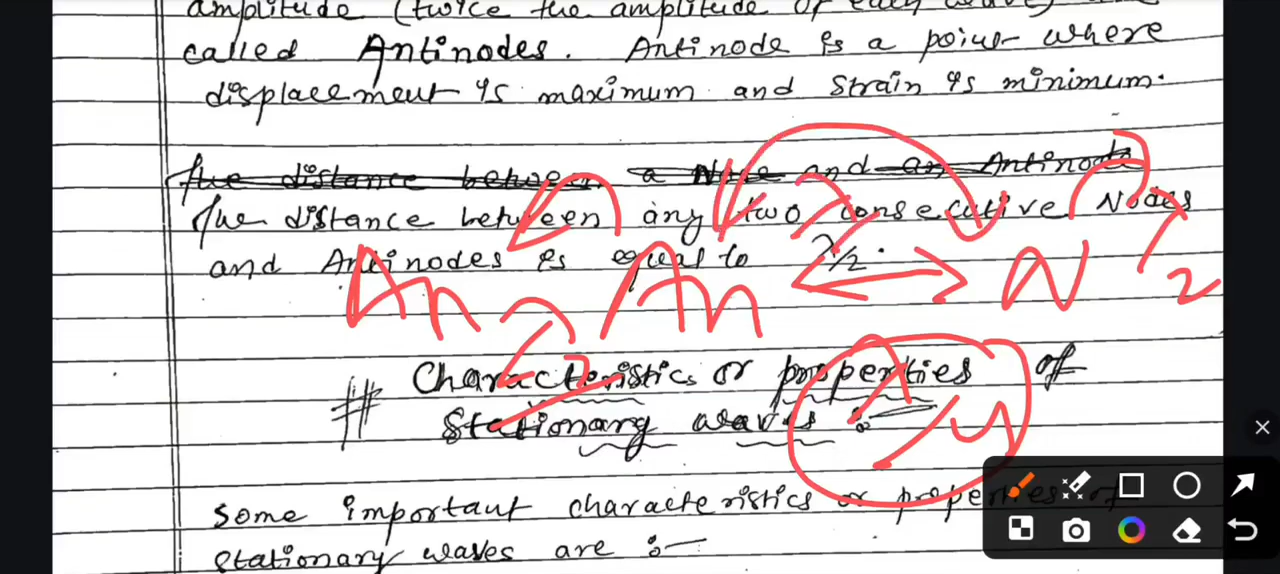 amplitude (twice the amplitude of each wave)
called Antinodes. Antinode is a point where
displacement is maximum and strain is minimum.
The distance between a Node and an Antinode
The distance between any two consecutive Nodes
and Antinodes is equal to λ/2.
An An N λ/2
λ/2
λ/4
# Characteristics or properties of
Stationary waves :-
Some important characteristics or properties of
stationary waves are :-